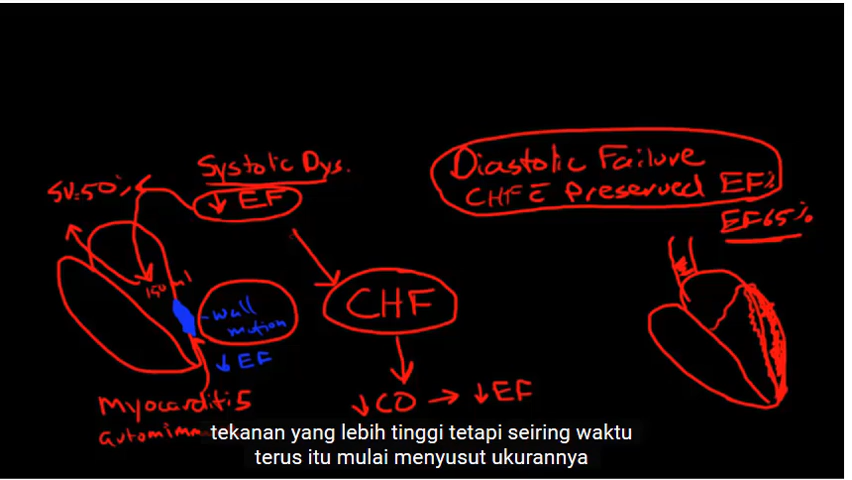 Systolic Dys.
↓ EF
SV=50%
150 ml
wall
motion
↓ EF
Myocarditis
CHF
↓ CO → ↓ EF
Diastolic Failure
CHF c̄ Preserved EF%
EF 65%
tekanan yang lebih tinggi tetapi seiring waktu
terus itu mulai menyusut ukurannya